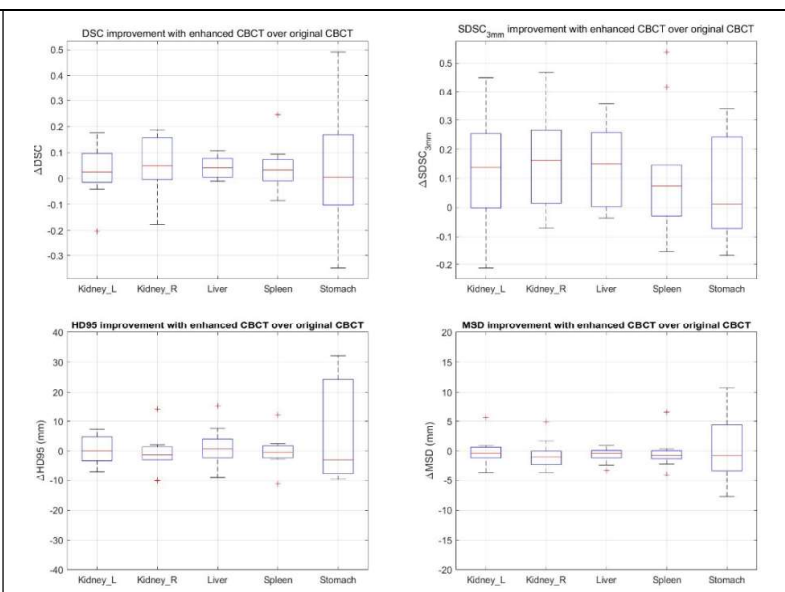 DSC improvement with enhanced CBCT over original CBCT
0.5
0.4
0.3
0.2
0.1
0
-0.1
-0.2
-0.3
ΔDSC
Kidney_L Kidney_R Liver Spleen Stomach
SDSC3mm improvement with enhanced CBCT over original CBCT
0.5
0.4
0.3
0.2
0.1
0
-0.1
-0.2
ΔSDSC3mm
Kidney_L Kidney_R Liver Spleen Stomach
HD95 improvement with enhanced CBCT over original CBCT
40
30
20
10
0
-10
-20
-30
-40
ΔHD95 (mm)
Kidney_L Kidney_R Liver Spleen Stomach
MSD improvement with enhanced CBCT over original CBCT
20
15
10
5
0
-5
-10
-15
-20
ΔMSD (mm)
Kidney_L Kidney_R Liver Spleen Stomach